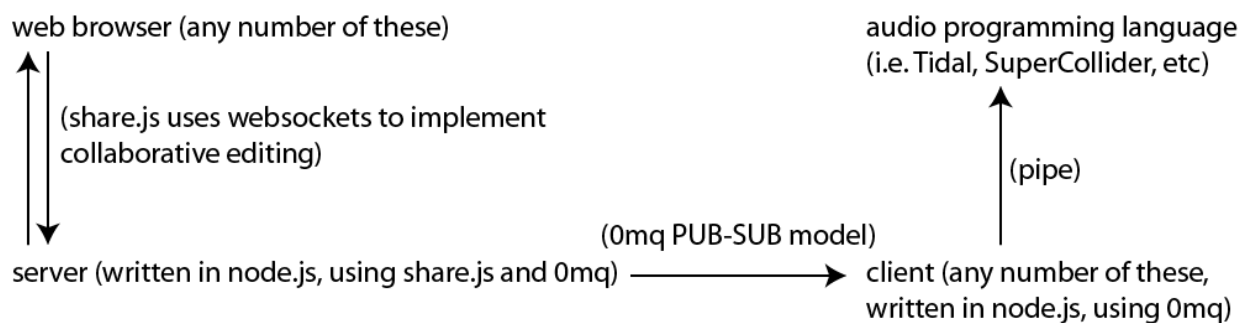 web browser (any number of these)
audio programming language
(i.e. Tidal, SuperCollider, etc)
(share.js uses websockets to implement
collaborative editing)
(pipe)
(0mq PUB-SUB model)
server (written in node.js, using share.js and 0mq)
client (any number of these,
written in node.js, using 0mq)